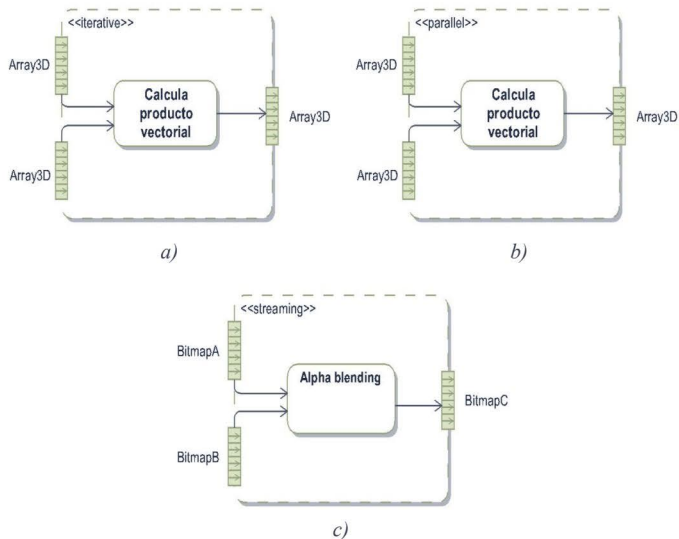 <<iterative>>
Array3D
Calcula
producto
vectorial
Array3D
Array3D
a)
<<parallel>>
Array3D
Calcula
producto
vectorial
Array3D
Array3D
b)
<<streaming>>
BitmapA
Alpha blending
BitmapC
BitmapB
c)